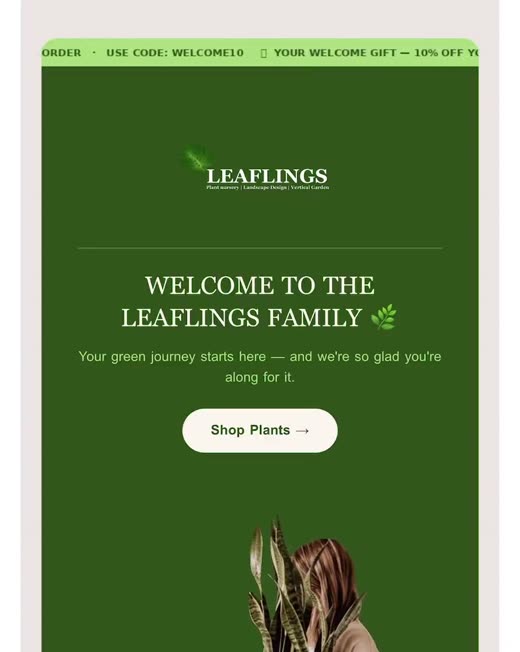 ORDER · USE CODE: WELCOME10 YOUR WELCOME GIFT — 10% OFF
LEAFLINGS
Plant nursery | Landscape Design | Vertical Garden
WELCOME TO THE
LEAFLINGS FAMILY 🌿
Your green journey starts here — and we're so glad you're
along for it.
Shop Plants →